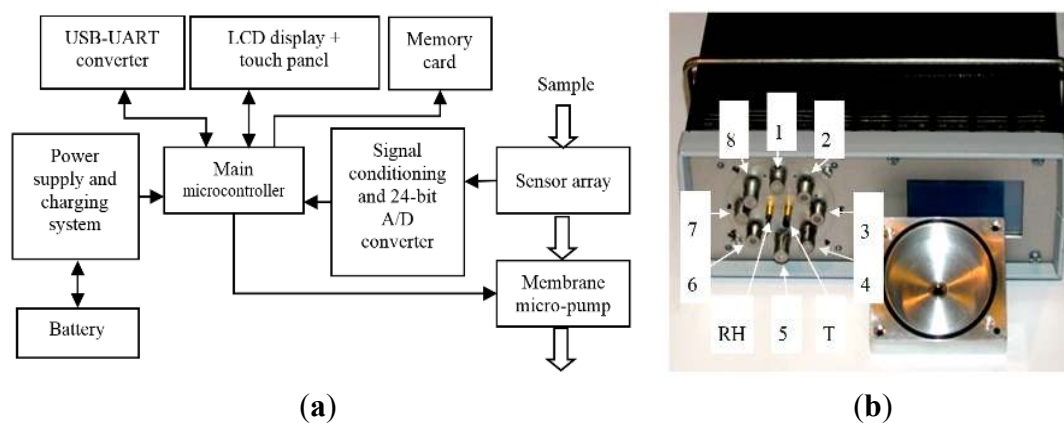 USB-UART
converter
LCD display +
touch panel
Memory
card
Sample
Power
supply and
charging
system
Main
microcontroller
Signal
conditioning
and 24-bit
A/D
converter
Sensor array
Membrane
micro-pump
Battery
(a)
8
1
2
7
3
6
4
RH
5
T
(b)